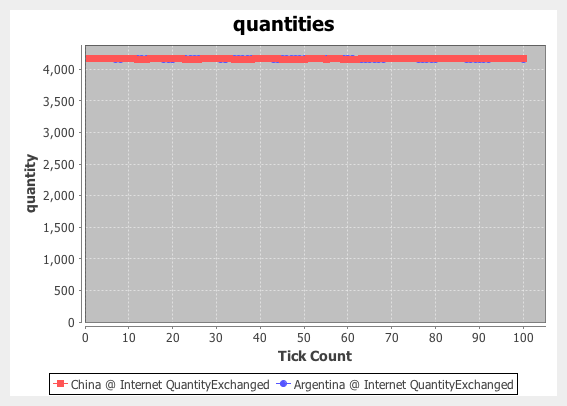 quantities
4,000
3,500
3,000
2,500
2,000
1,500
1,000
500
0
quantity
0 10 20 30 40 50 60 70 80 90 100
Tick Count
China @ Internet QuantityExchanged Argentina @ Internet QuantityExchanged